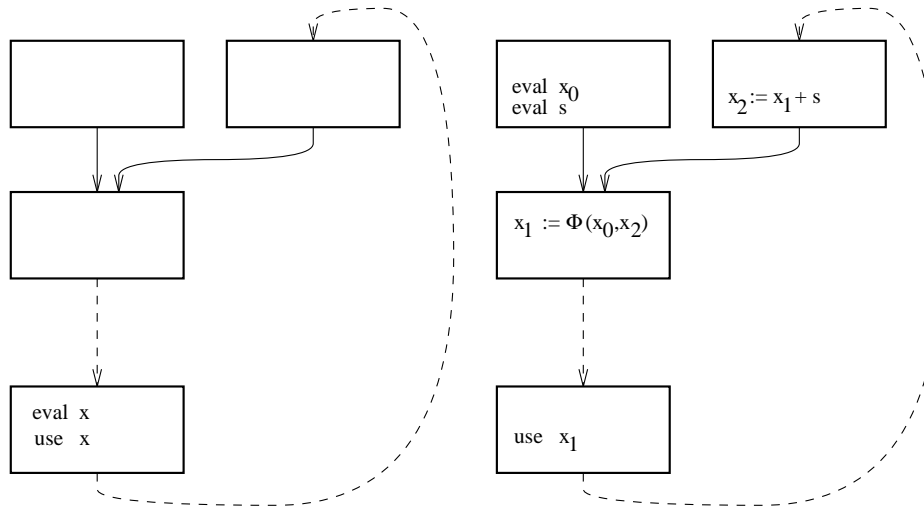 eval x
use x
eval x₀
eval s
x₂:= x₁+ s
x₁ := Φ(x₀,x₂)
use x₁